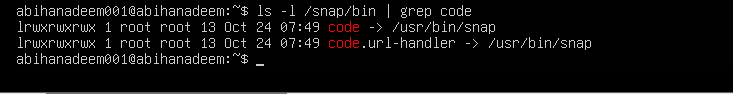 abihanadeem001@abihanadeem:~$ ls -l /snap/bin | grep code
lrwxrwxrwx 1 root root 13 Oct 24 07:49 code -> /usr/bin/snap
lrwxrwxrwx 1 root root 13 Oct 24 07:49 code.url-handler -> /usr/bin/snap
abihanadeem001@abihanadeem:~$ _